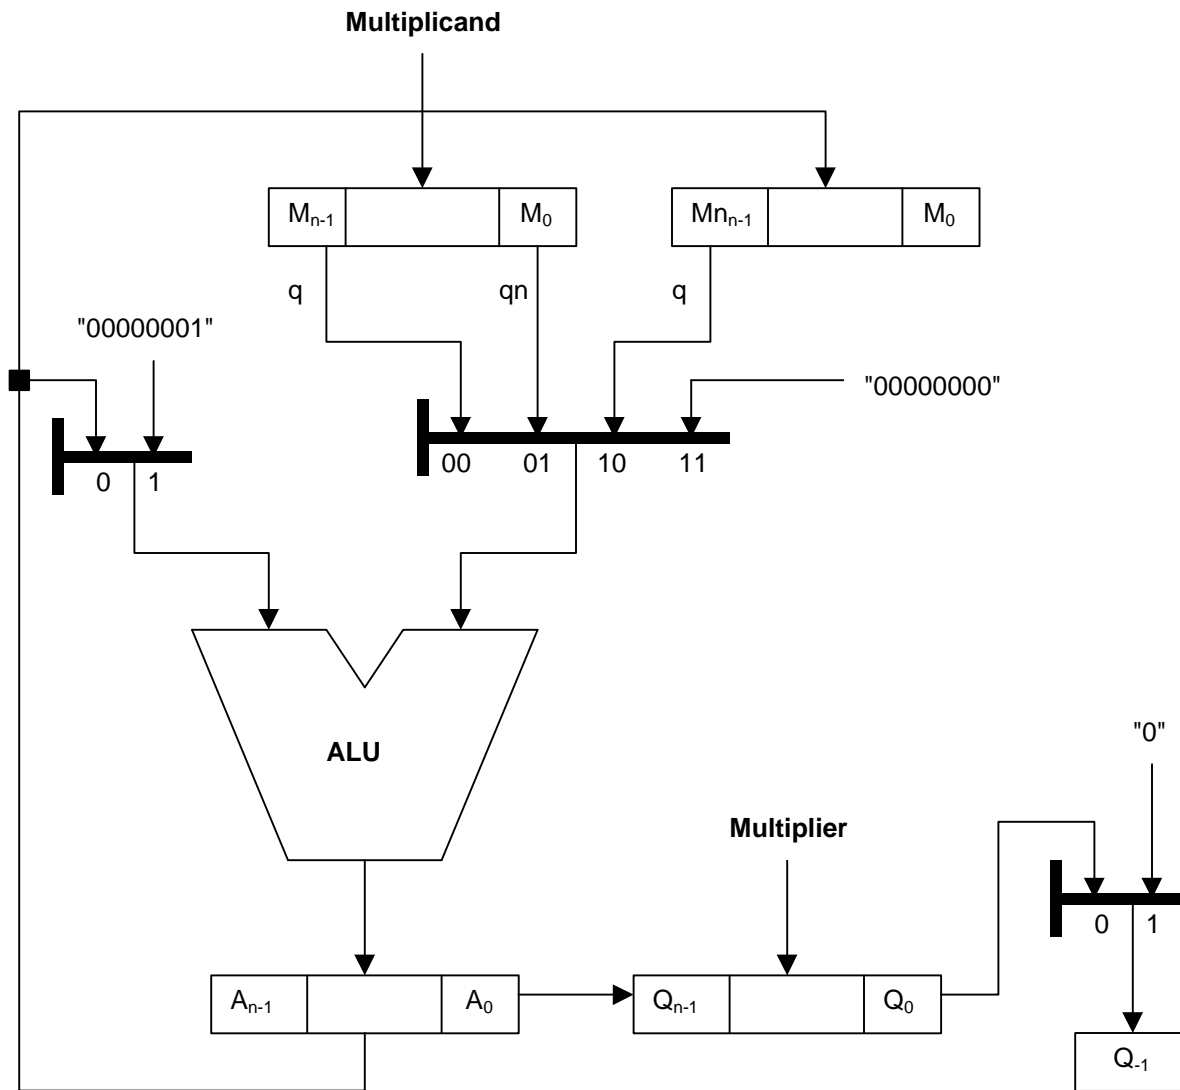 Multiplicand
Mn-1 M0 Mnn-1 M0
q qn q
"00000001"
"00000000"
0 1
00 01 10 11
ALU
"0"
Multiplier
0 1
An-1 A0 Qn-1 Q0
Q-1